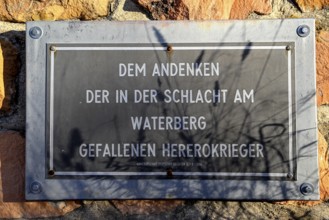 DEM ANDENKEN
DER IN DER SCHLACHT AM
WATERBERG
GEFALLENEN HEREROKRIEGER